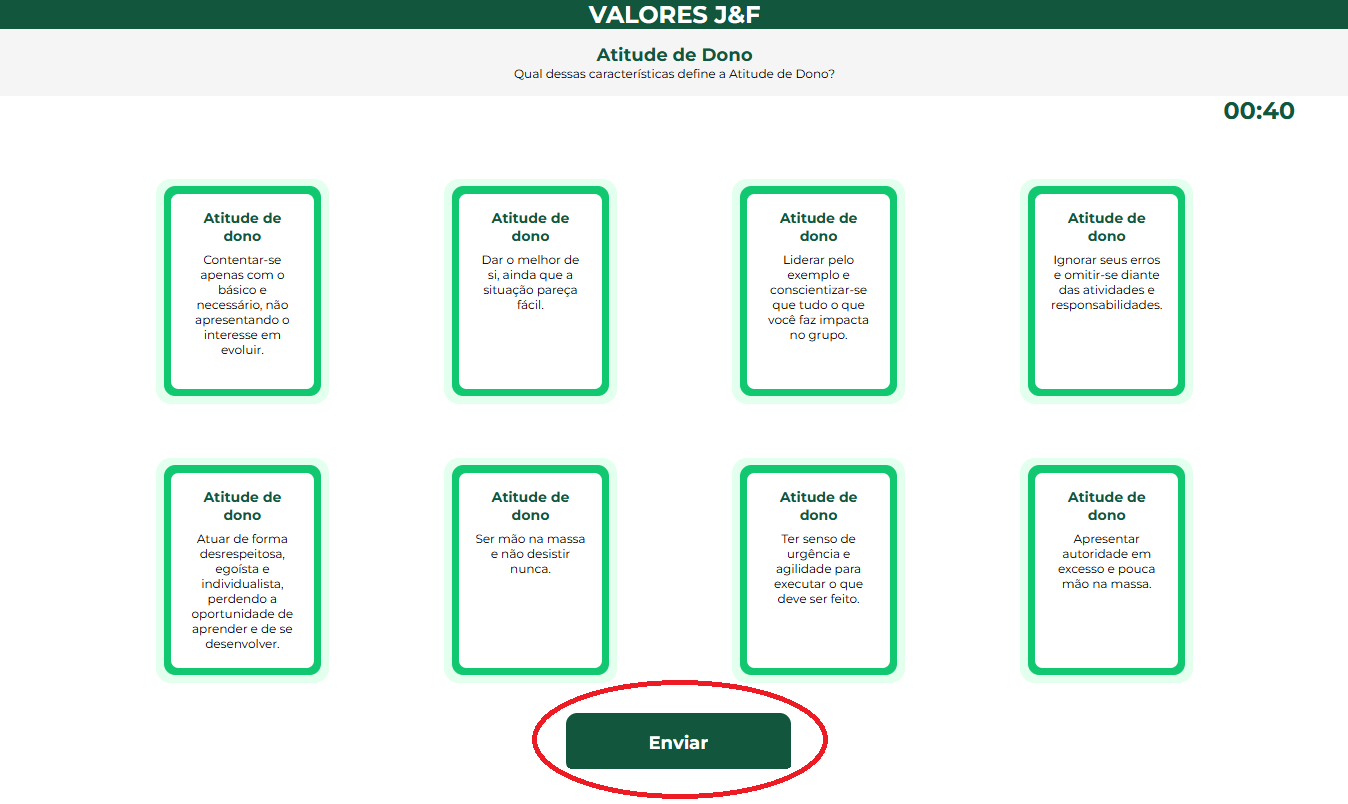 VALORES J&F
Atitude de Dono
Qual dessas características define a Atitude de Dono?
00:40
Atitude de
dono
Contentar-se
apenas com o
básico e
necessário, não
apresentando o
interesse em
evoluir.
Atitude de
dono
Dar o melhor de
si, ainda que a
situação pareça
fácil.
Atitude de
dono
Liderar pelo
exemplo e
conscientizar-se
que tudo o que
você faz impacta
no grupo.
Atitude de
dono
Ignorar seus erros
e omitir-se diante
das atividades e
responsabilidades.
Atitude de
dono
Atuar de forma
desrespeitosa,
egoísta e
individualista,
perdendo a
oportunidade de
aprender e de se
desenvolver.
Atitude de
dono
Ser mão na massa
e não desistir
nunca.
Atitude de
dono
Ter senso de
urgência e
agilidade para
executar o que
deve ser feito.
Atitude de
dono
Apresentar
autoridade em
excesso e pouca
mão na massa.
Enviar